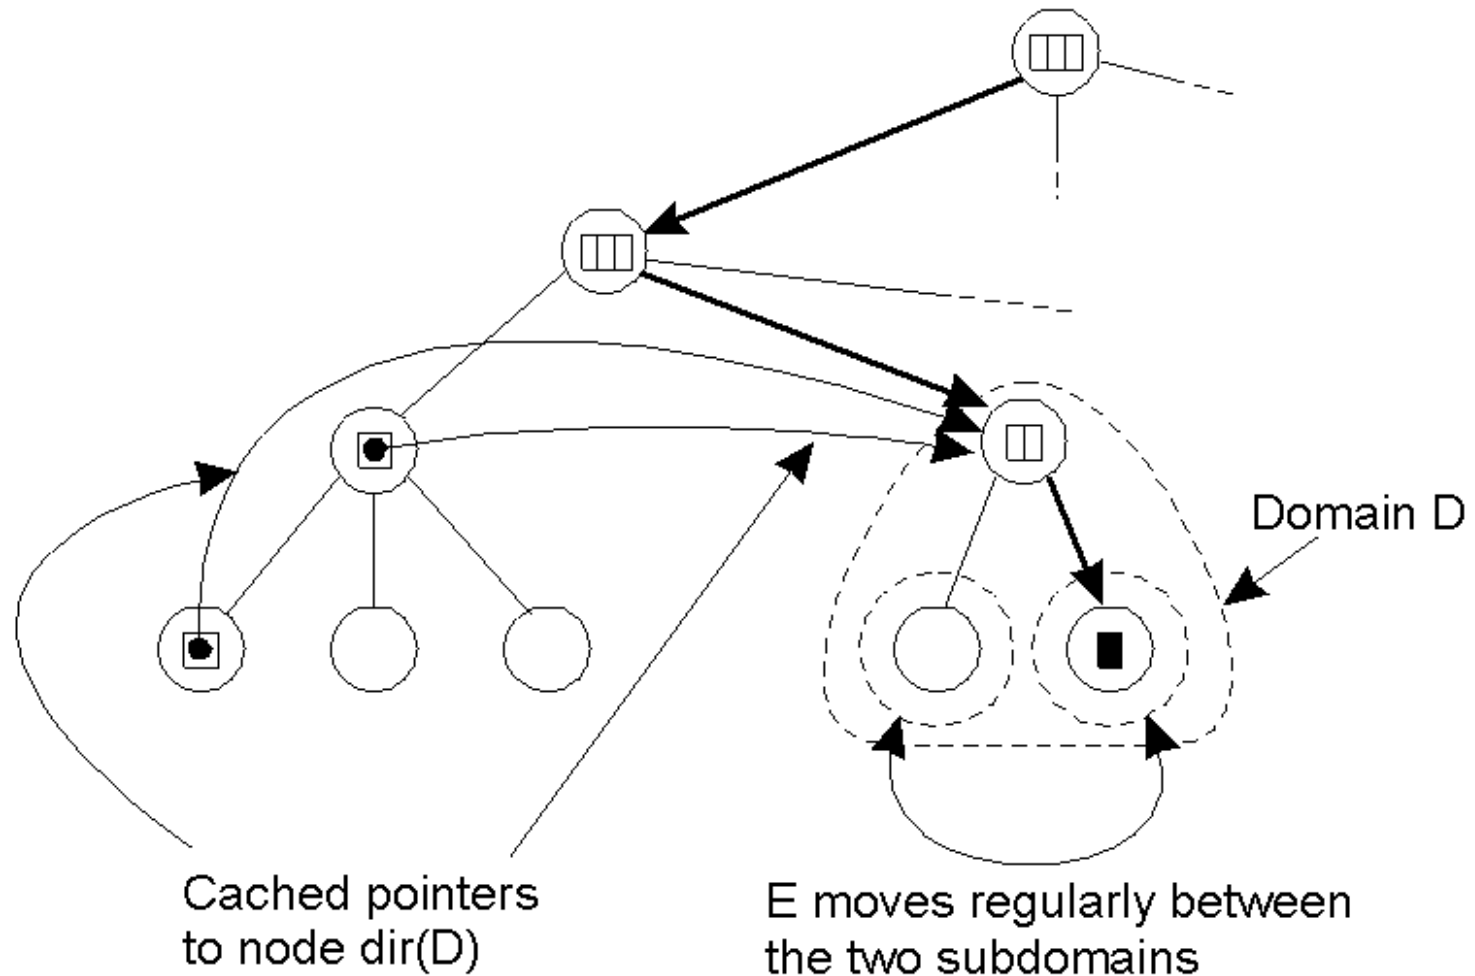 Domain D
Cached pointers
to node dir(D)
E moves regularly between
the two subdomains